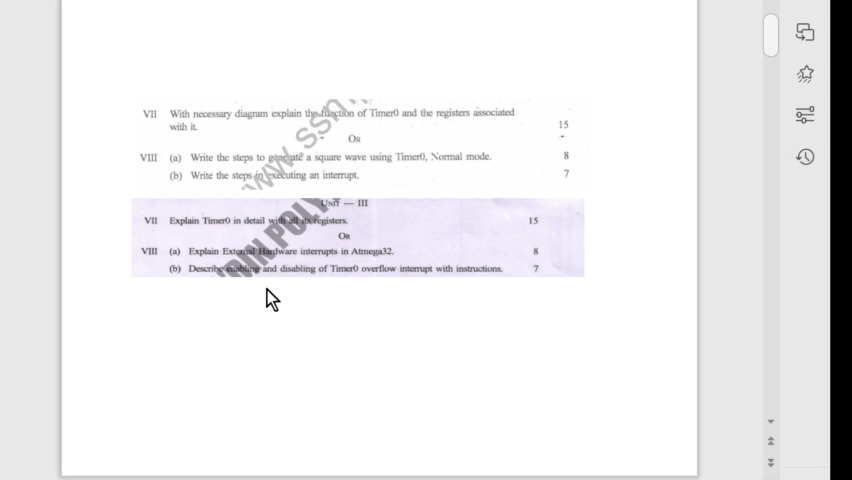 VII With necessary diagram explain the function of Timer0 and the registers associated
with it. 15
OR
VIII (a) Write the steps to generate a square wave using Timer0, Normal mode. 8
(b) Write the steps in executing an interrupt. 7
UNIT — III
VII Explain Timer0 in detail with all its registers. 15
OR
VIII (a) Explain External Hardware interrupts in Atmega32. 8
(b) Describe enabling and disabling of Timer0 overflow interrupt with instructions. 7